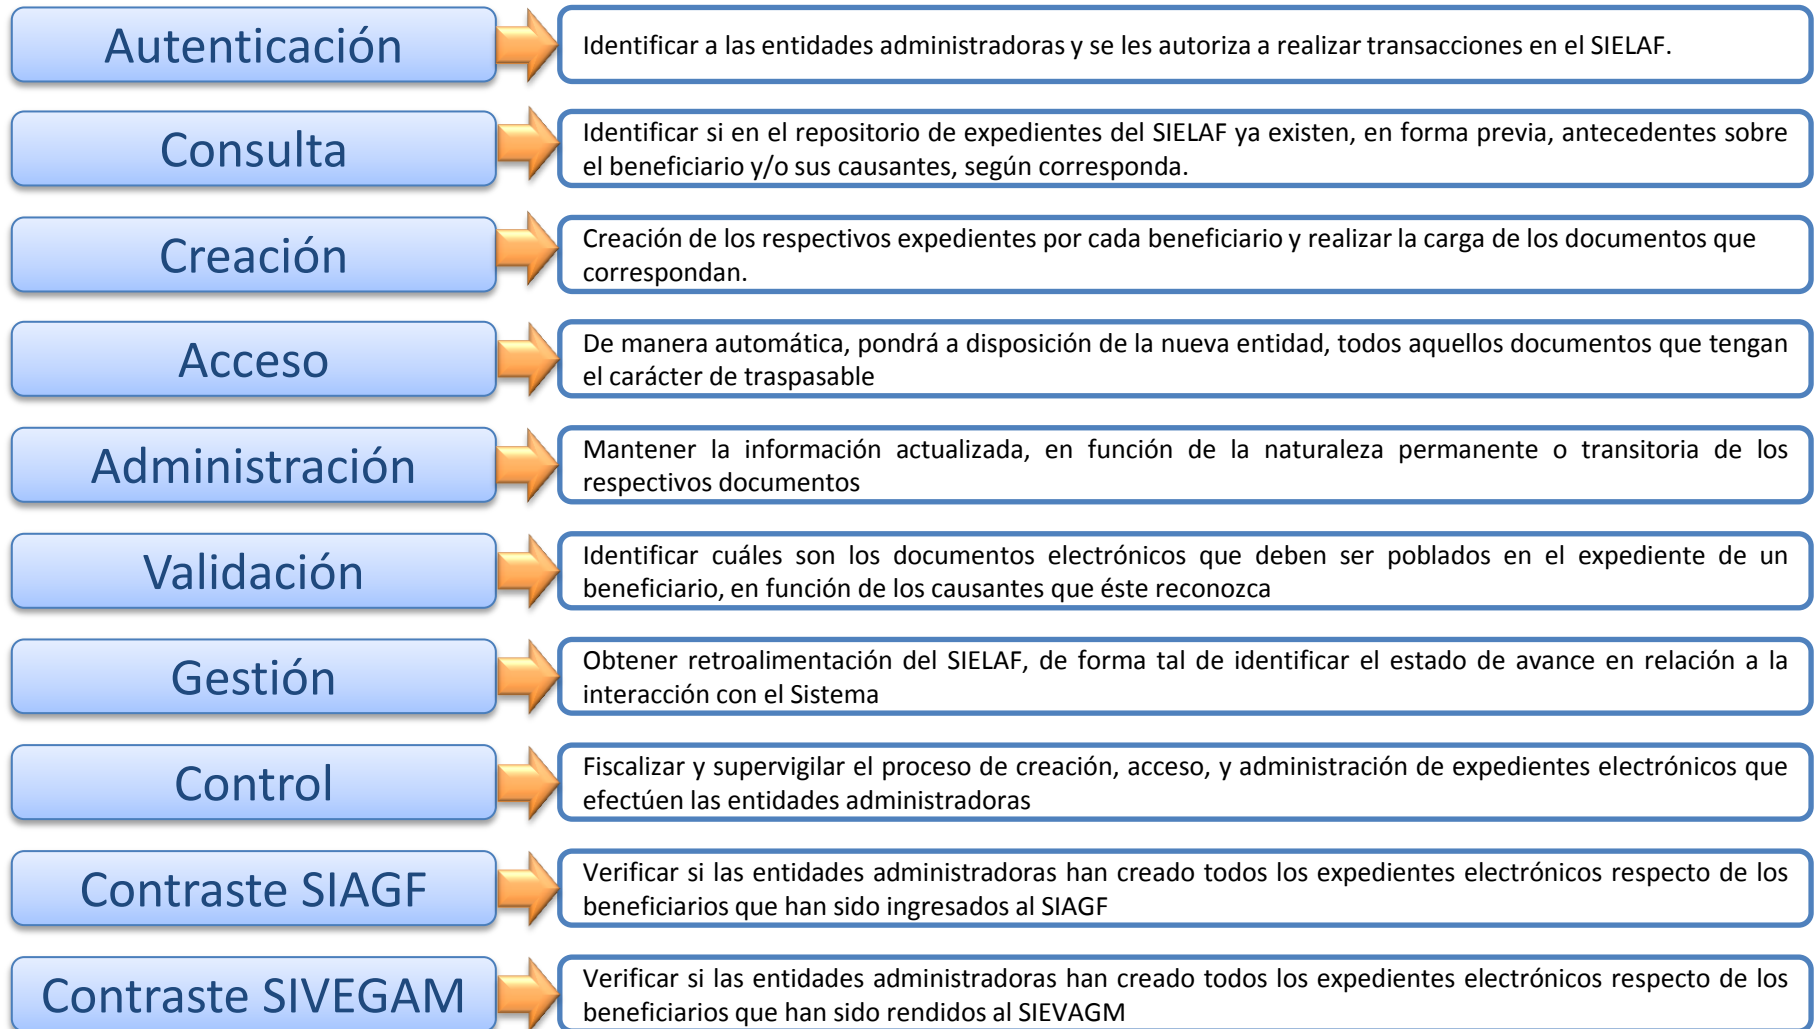 Autenticación
Identificar a las entidades administradoras y se les autoriza a realizar transacciones en el SIELAF.
Consulta
Identificar si en el repositorio de expedientes del SIELAF ya existen, en forma previa, antecedentes sobre
el beneficiario y/o sus causantes, según corresponda.
Creación
Creación de los respectivos expedientes por cada beneficiario y realizar la carga de los documentos que
correspondan.
Acceso
De manera automática, pondrá a disposición de la nueva entidad, todos aquellos documentos que tengan
el carácter de traspasable
Administración
Mantener la información actualizada, en función de la naturaleza permanente o transitoria de los
respectivos documentos
Validación
Identificar cuáles son los documentos electrónicos que deben ser poblados en el expediente de un
beneficiario, en función de los causantes que éste reconozca
Gestión
Obtener retroalimentación del SIELAF, de forma tal de identificar el estado de avance en relación a la
interacción con el Sistema
Control
Fiscalizar y supervigilar el proceso de creación, acceso, y administración de expedientes electrónicos que
efectúen las entidades administradoras
Contraste SIAGF
Verificar si las entidades administradoras han creado todos los expedientes electrónicos respecto de los
beneficiarios que han sido ingresados al SIAGF
Contraste SIVEGAM
Verificar si las entidades administradoras han creado todos los expedientes electrónicos respecto de los
beneficiarios que han sido rendidos al SIEVAGM